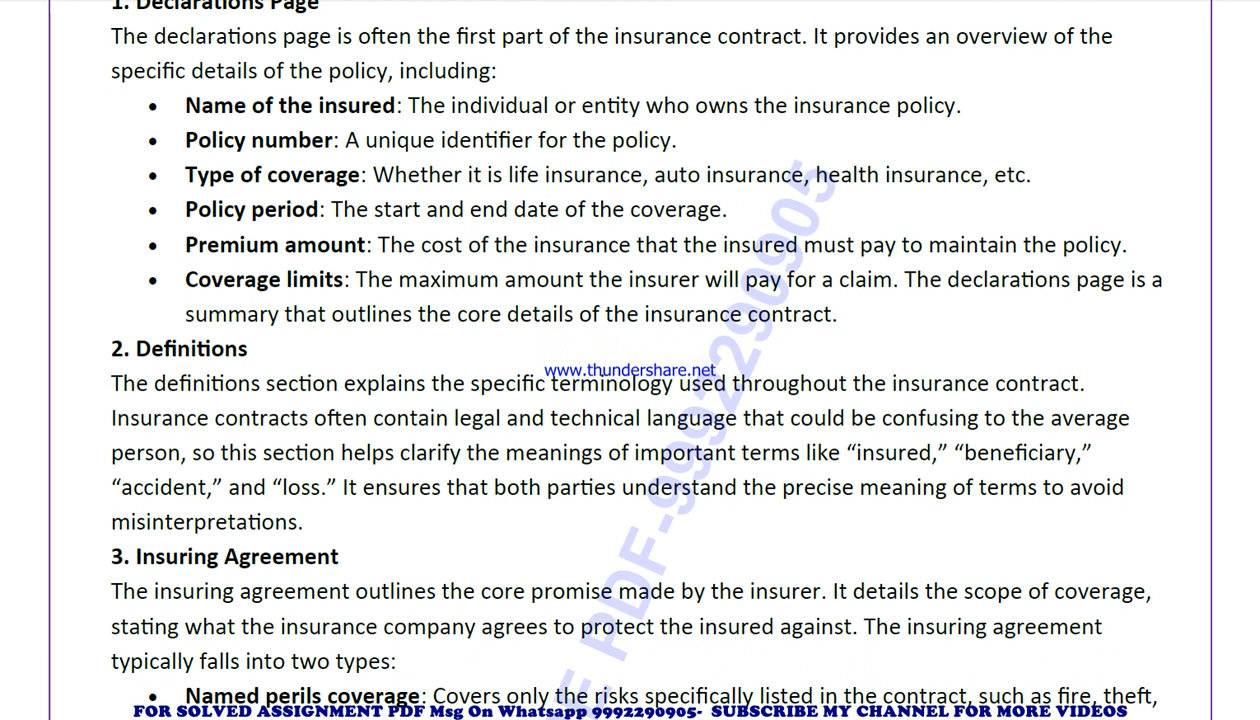 1. Declarations Page
The declarations page is often the first part of the insurance contract. It provides an overview of the
specific details of the policy, including:
• Name of the insured: The individual or entity who owns the insurance policy.
• Policy number: A unique identifier for the policy.
• Type of coverage: Whether it is life insurance, auto insurance, health insurance, etc.
• Policy period: The start and end date of the coverage.
• Premium amount: The cost of the insurance that the insured must pay to maintain the policy.
• Coverage limits: The maximum amount the insurer will pay for a claim. The declarations page is a
summary that outlines the core details of the insurance contract.
2. Definitions
www.thundershare.net
The definitions section explains the specific terminology used throughout the insurance contract.
Insurance contracts often contain legal and technical language that could be confusing to the average
person, so this section helps clarify the meanings of important terms like “insured,” “beneficiary,”
“accident,” and “loss.” It ensures that both parties understand the precise meaning of terms to avoid
misinterpretations.
3. Insuring Agreement
The insuring agreement outlines the core promise made by the insurer. It details the scope of coverage,
stating what the insurance company agrees to protect the insured against. The insuring agreement
typically falls into two types:
• Named perils coverage: Covers only the risks specifically listed in the contract, such as fire, theft,
FOR SOLVED ASSIGNMENT PDF Msg On Whatsapp 9992290905- SUBSCRIBE MY CHANNEL FOR MORE VIDEOS
PDF-9992290905